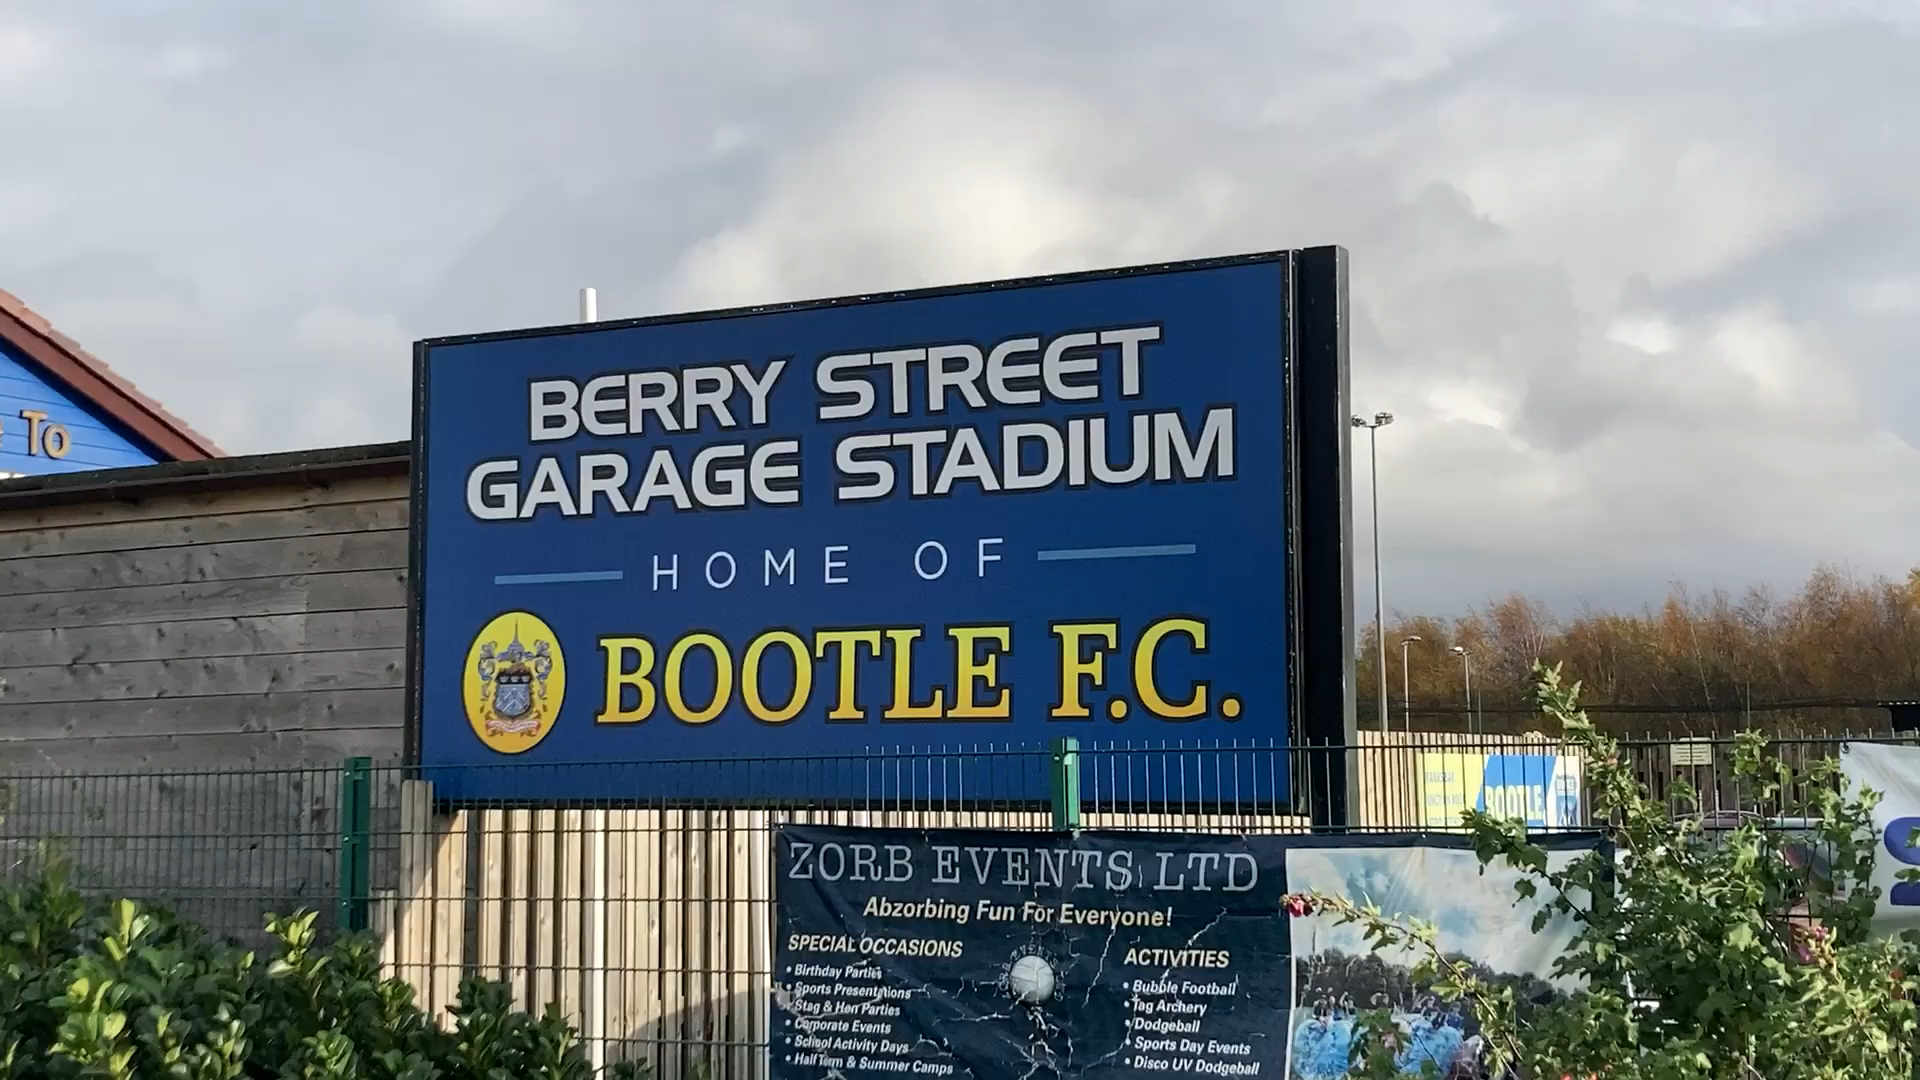 To
BERRY STREET
GARAGE STADIUM
HOME OF
BOOTLE F.C.
BOOTLE
ZORB EVENTS LTD
Abzorbing Fun For Everyone!
SPECIAL OCCASIONS
• Birthday Parties
• Sports Presentations
• Stag & Hen Parties
• Corporate Events
• School Activity Days
• Half Term & Summer Camps
ACTIVITIES
• Bubble Football
• Tag Archery
• Dodgeball
• Sports Day Events
• Disco UV Dodgeball